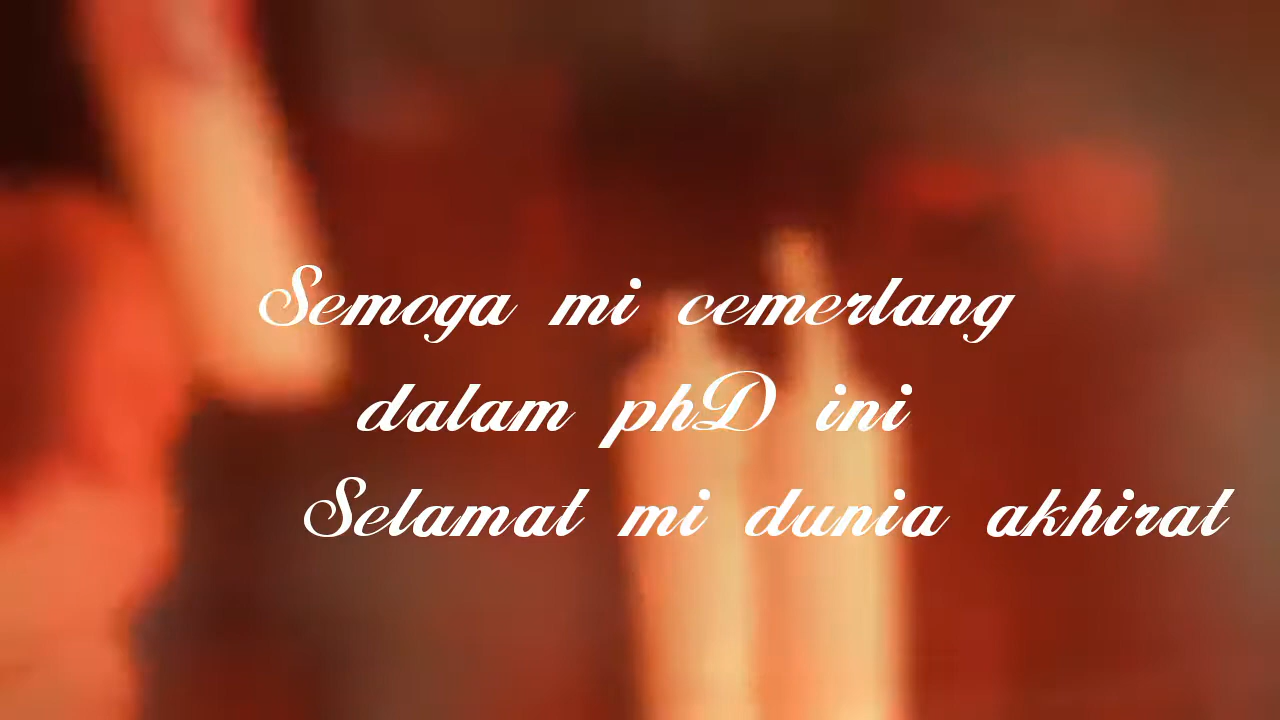 Semoga mi cemerlang
dalam phD ini
Selamat mi dunia akhirat